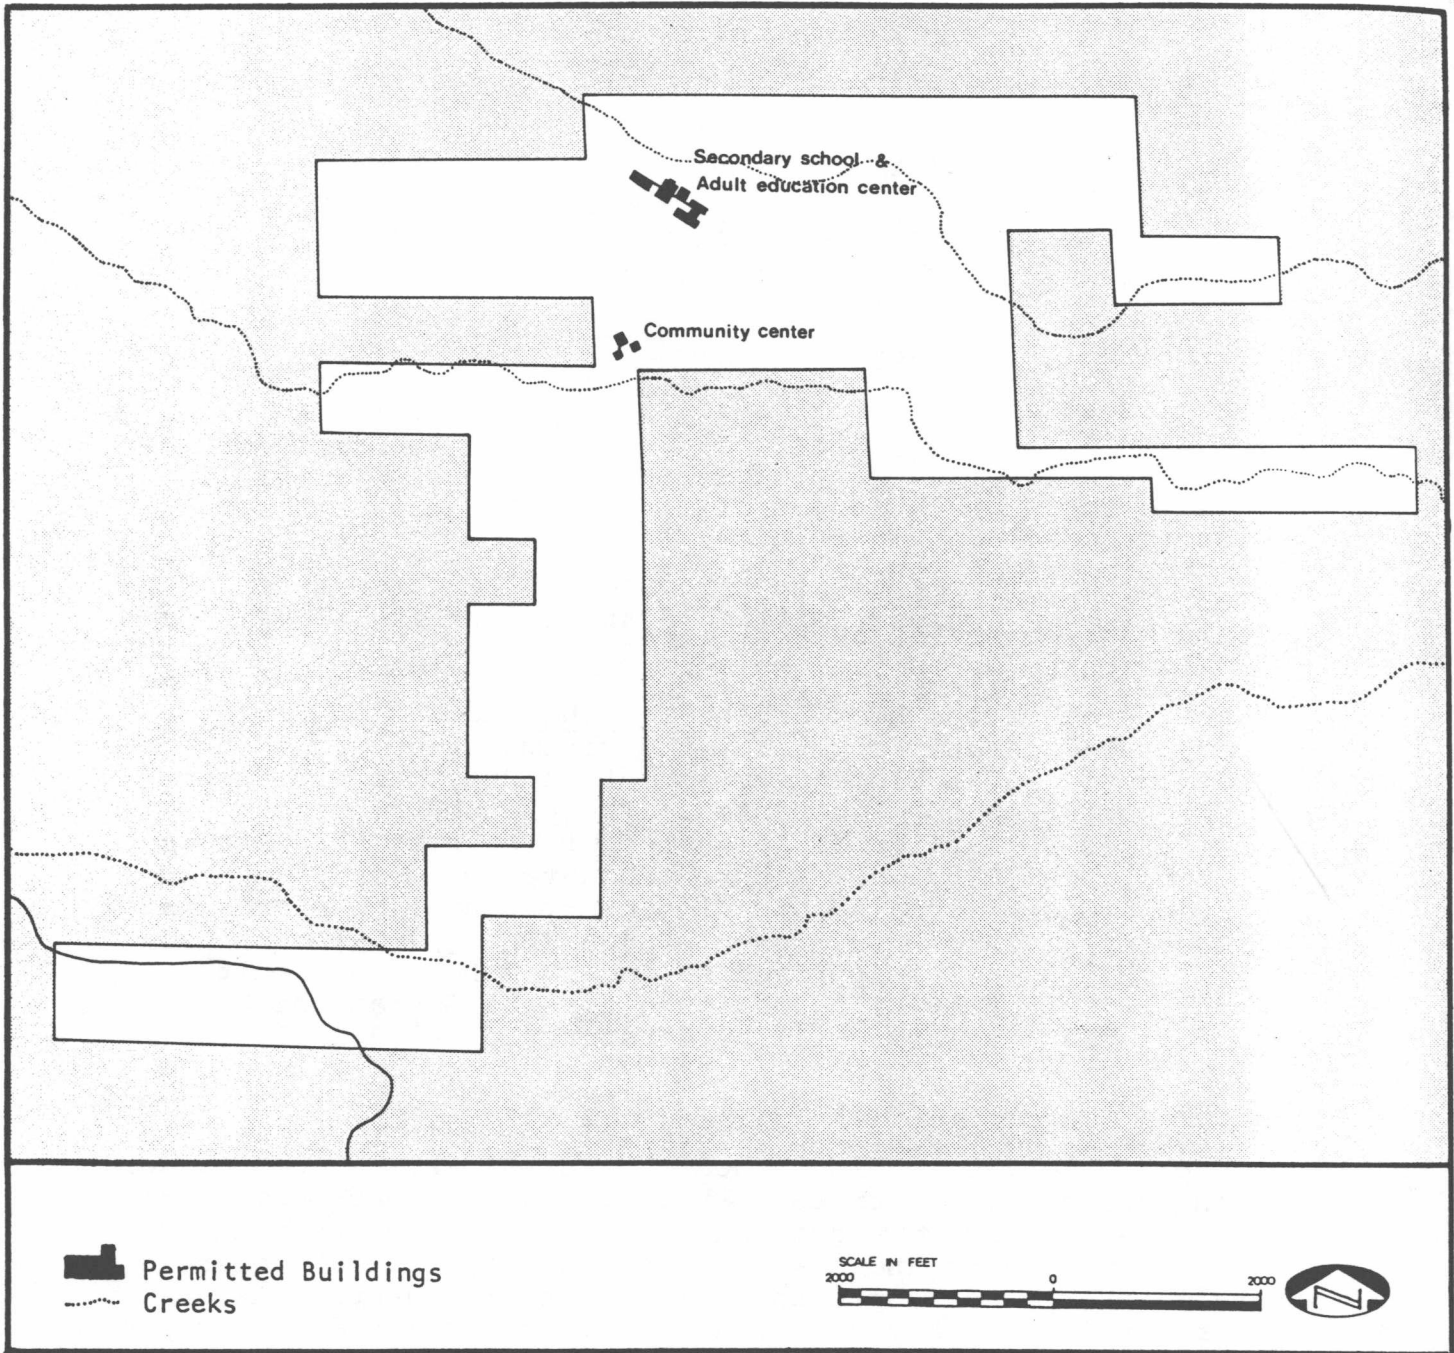 Secondary school &
Adult education center
Community center
Permitted Buildings
Creeks
SCALE IN FEET
2000 0 2000
N